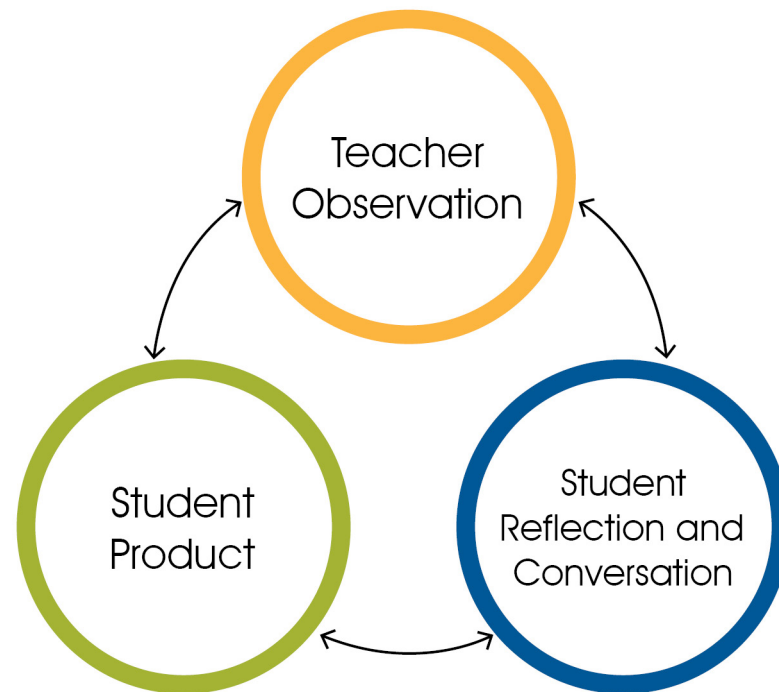 Teacher
Observation
Student
Product
Student
Reflection and
Conversation